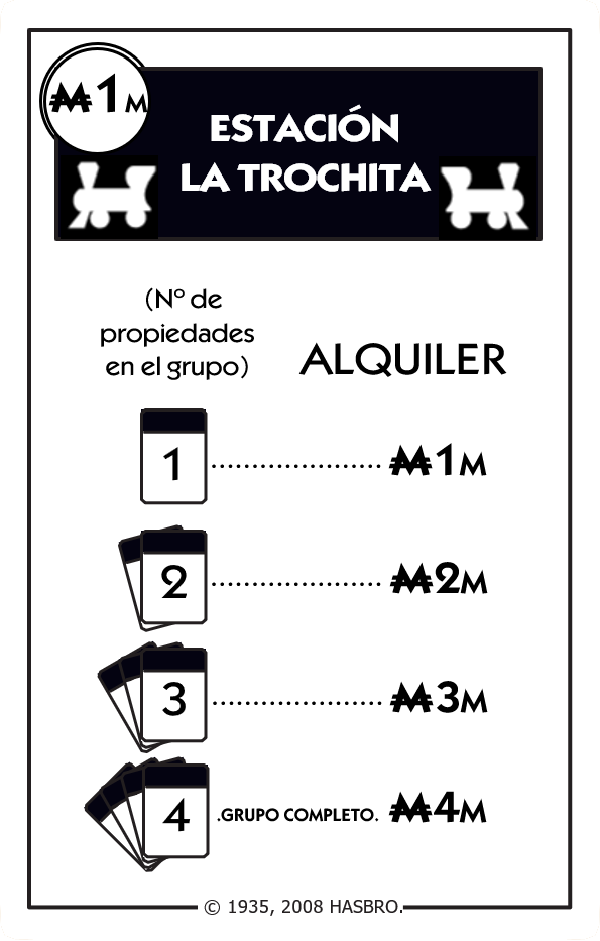 ₩1M
ESTACIÓN
LA TROCHITA
(Nº de
propiedades
en el grupo)
ALQUILER
1 ..................... ₩1M
2 ..................... ₩2M
3 ..................... ₩3M
4 .GRUPO COMPLETO. ₩4M
© 1935, 2008 HASBRO.